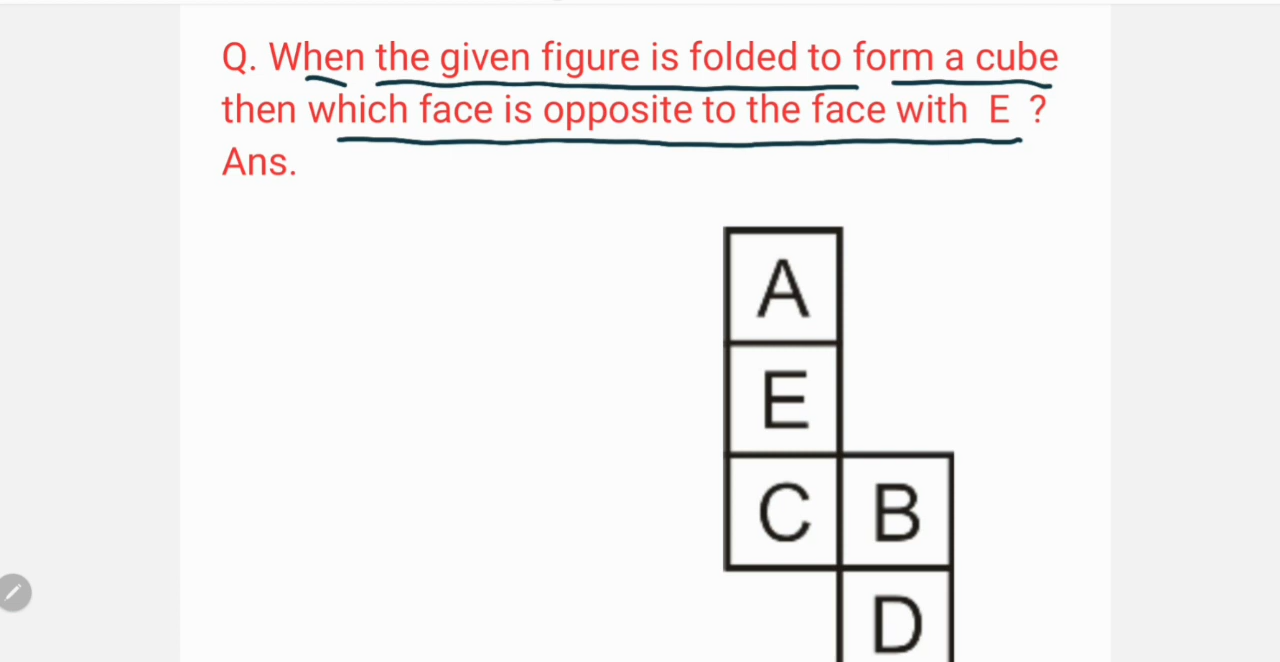 Q. When the given figure is folded to form a cube
then which face is opposite to the face with E ?
Ans.
A
E
C B
D